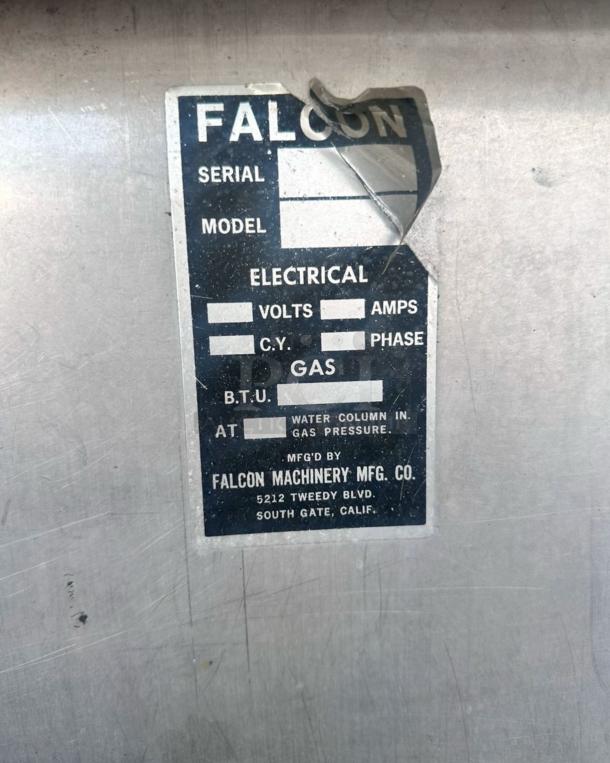 FALCON
SERIAL
MODEL
ELECTRICAL
VOLTS AMPS
C.Y. PHASE
GAS
B.T.U.
AT WATER COLUMN IN.
GAS PRESSURE.
MFG'D BY
FALCON MACHINERY MFG. CO.
5212 TWEEDY BLVD.
SOUTH GATE, CALIF.